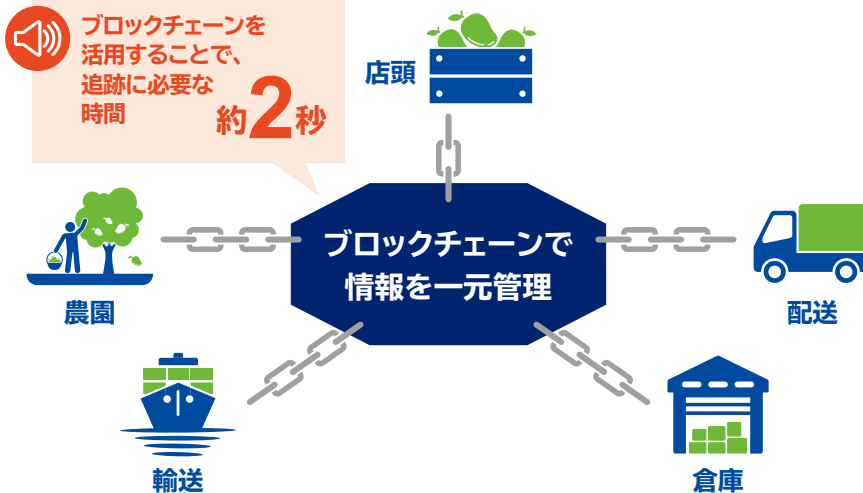 ブロックチェーンを
活用することで、
追跡に必要な
時間
約2秒
店頭
ブロックチェーンで
情報を一元管理
農園
配送
輸送
倉庫